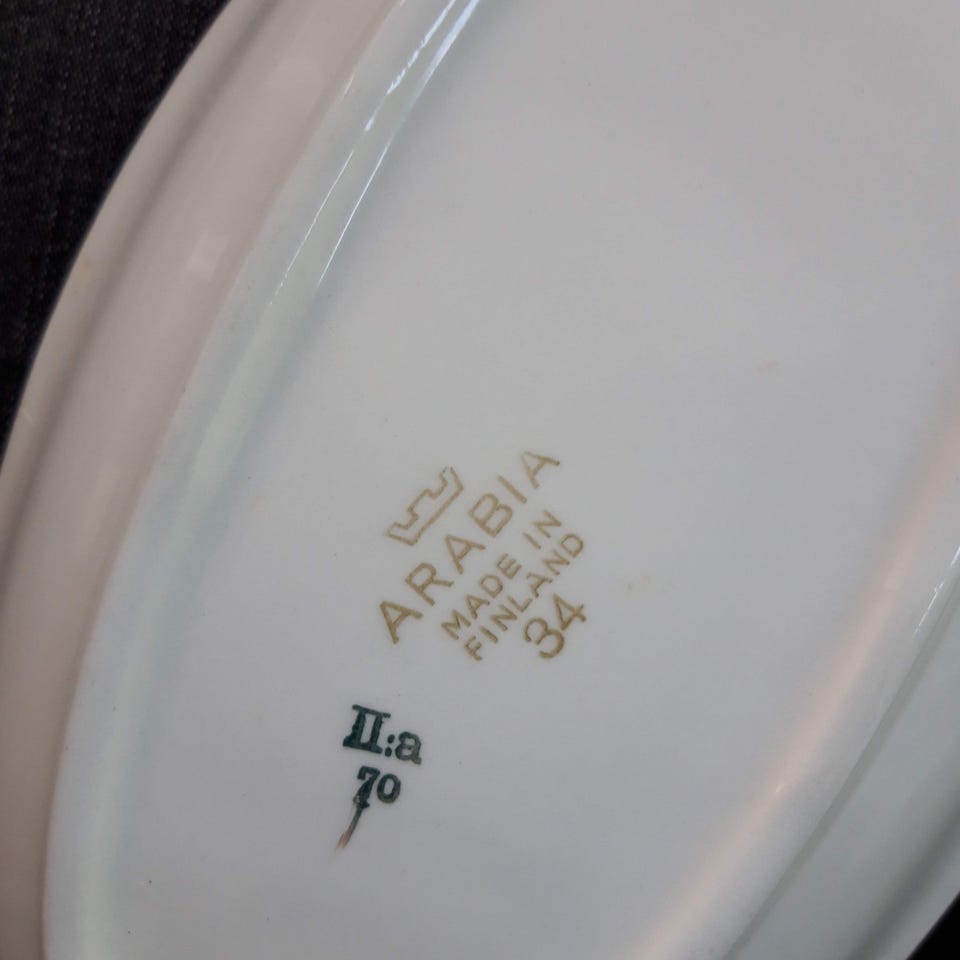 ARABIA
MADE IN
FINLAND
34
II:a
70